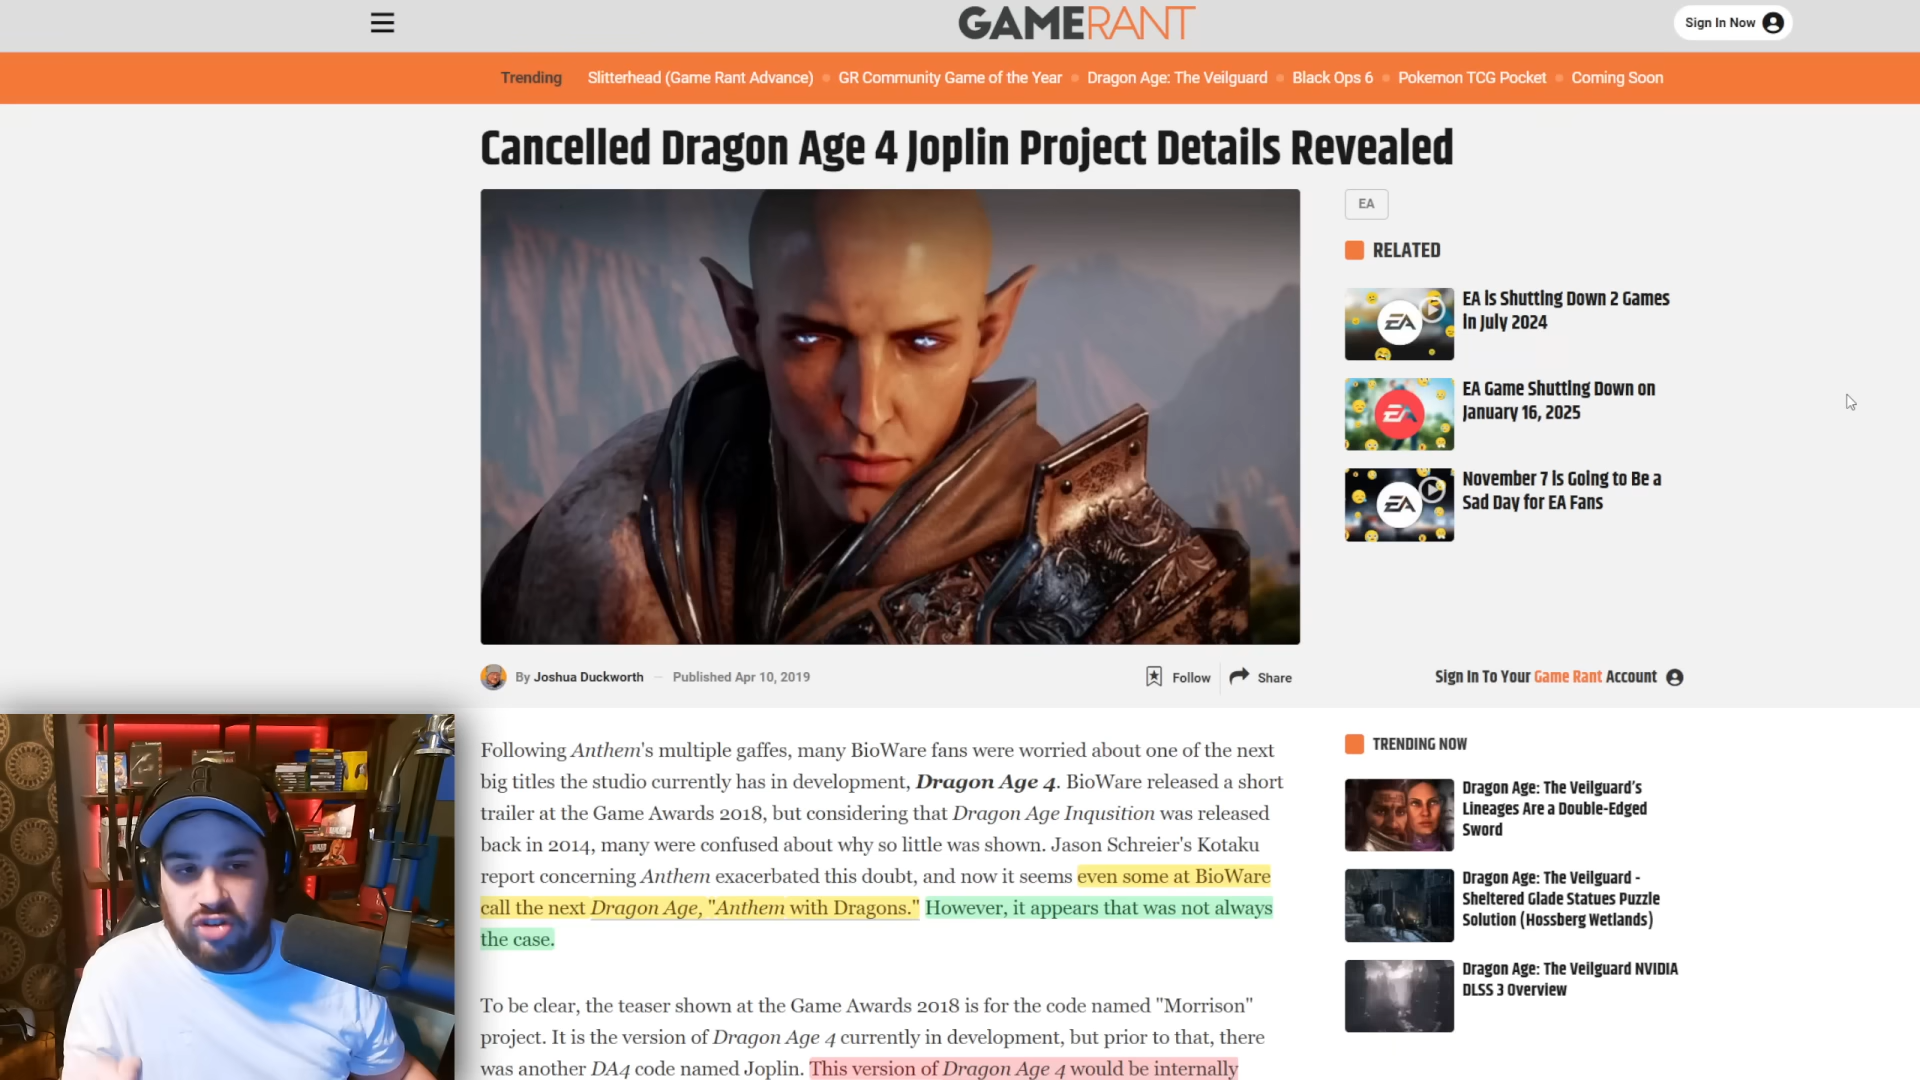 GAMERANT
Sign In Now
Trending
Slitterhead (Game Rant Advance)
GR Community Game of the Year
Dragon Age: The Veilguard
Black Ops 6
Pokemon TCG Pocket
Coming Soon
Cancelled Dragon Age 4 Joplin Project Details Revealed
EA
RELATED
EA Is Shutting Down 2 Games
in July 2024
EA Game Shutting Down on
January 16, 2025
November 7 is Going to Be a
Sad Day for EA Fans
EA
EA
EA
By Joshua Duckworth — Published Apr 10, 2019
Follow
Share
Sign In To Your Game Rant Account
Following Anthem's multiple gaffes, many BioWare fans were worried about one of the next
big titles the studio currently has in development, Dragon Age 4. BioWare released a short
trailer at the Game Awards 2018, but considering that Dragon Age Inqusition was released
back in 2014, many were confused about why so little was shown. Jason Schreier's Kotaku
report concerning Anthem exacerbated this doubt, and now it seems even some at BioWare
call the next Dragon Age, "Anthem with Dragons." However, it appears that was not always
the case.
To be clear, the teaser shown at the Game Awards 2018 is for the code named "Morrison"
project. It is the version of Dragon Age 4 currently in development, but prior to that, there
was another DA4 code named Joplin. This version of Dragon Age 4 would be internally
TRENDING NOW
Dragon Age: The Veilguard's
Lineages Are a Double-Edged
Sword
Dragon Age: The Veilguard -
Sheltered Glade Statues Puzzle
Solution (Hossberg Wetlands)
Dragon Age: The Veilguard NVIDIA
DLSS 3 Overview